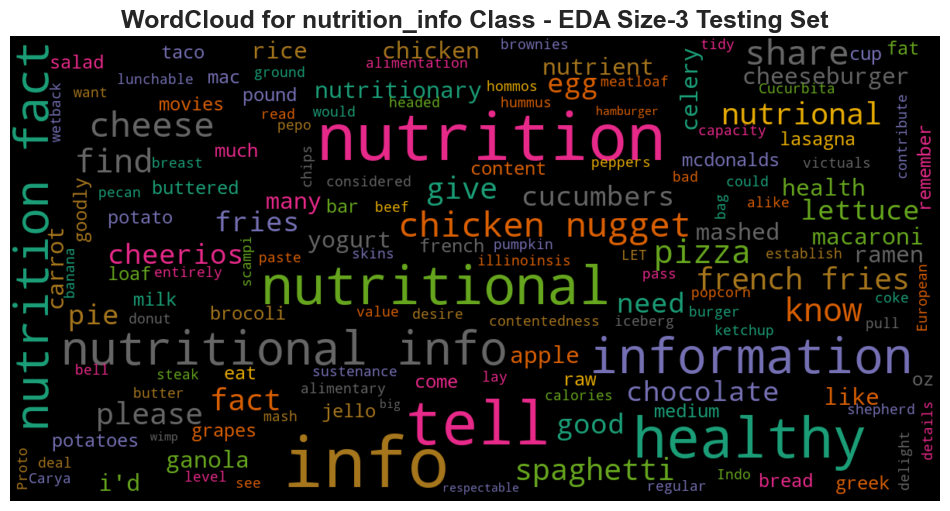 WordCloud for nutrition_info Class - EDA Size-3 Testing Set
taco rice chicken brownies tidy share cup fat
salad lunchable mac ground alimentation nutrient cheeseburger
want pound nutritionary headed hommos egg meatloaf celery Cucurbita
wetback movies read would hummus hamburger nutrional contribute
nutrition fact cheese pepo nutrition capacity lasagna remember
find breast much chips content peppers mcdonalds victuals
goodly pecan buttered considered give cucumbers bad could health
many bar beef bag alike lettuce
potato fries chicken nugget mashed macaroni
carrot banana cheerios scampi yogurt french pumpkin pizza ramen
loaf entirely paste skins illinoinsis LET establish
milk nutritional pass french fries European
donut need popcorn coke
pie brocoli value desire contentedness iceberg burger know pull
ketchup
nutritional info apple information
bell steak eat sustenance come lay raw chocolate oz
butter alimentary calories like
please fact mash jello big tell good medium shepherd
potatoes wimp grapes healthy details
Proto deal ganola info spaghetti delight
Carya i'd level see respectable regular Indo bread greek